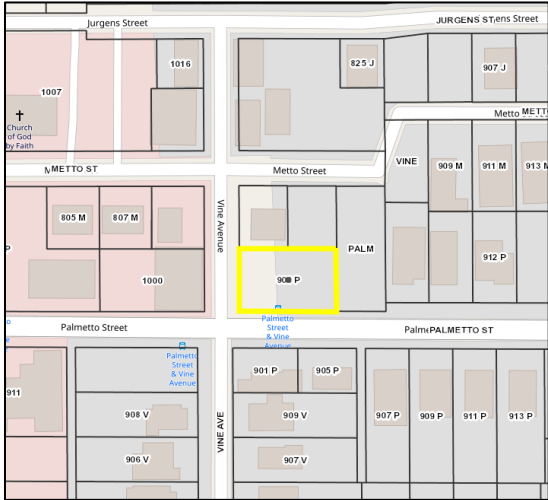 Jurgens Street
JURGENS ST
ens Street
1016
825 J
907 J
1007
Church
of God
by Faith
Metto
METTO ST
Metto Street
VINE
909 M
911 M
913 M
805 M
807 M
Vine Avenue
PALM
912 P
P
1000
908 P
Palmetto Street
Palmetto
Street
& Vine
Avenue
PALMETTO ST
Palmetto
Street
& Vine
Avenue
901 P
905 P
911
908 V
909 V
907 P
909 P
911 P
913 P
VINE AVE
906 V
907 V